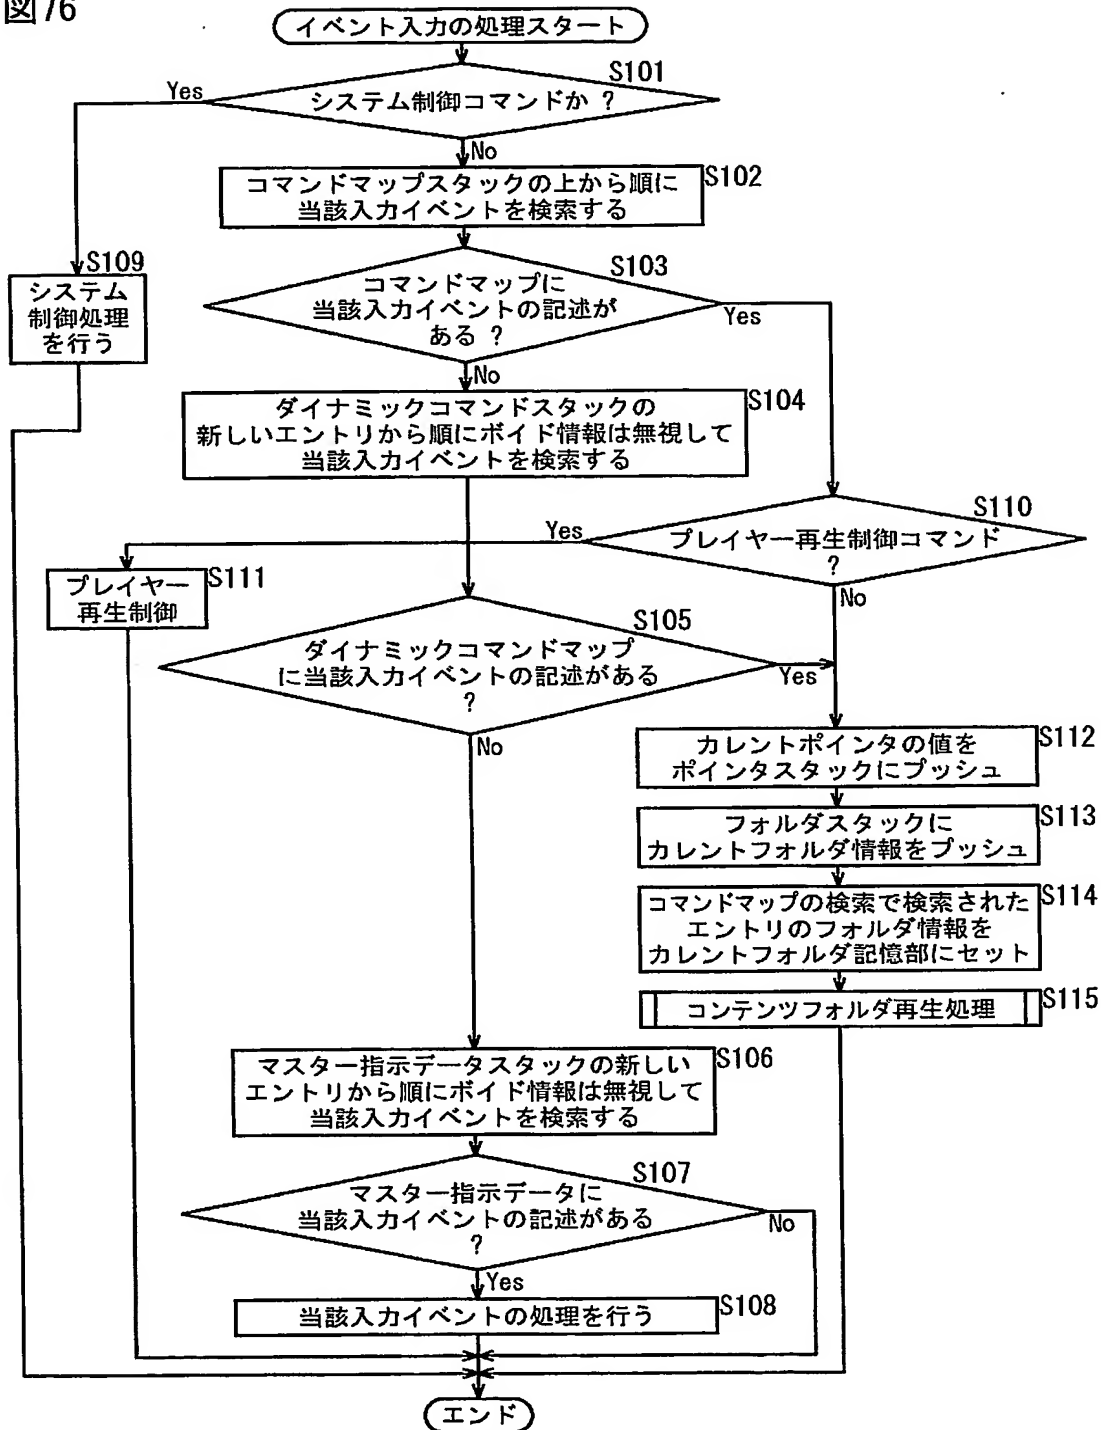 図76
イベント入力の処理スタート
S101
システム制御コマンドか ?
Yes
No
S102
コマンドマップスタックの上から順に
当該入力イベントを検索する
S109
システム
制御処理
を行う
S103
コマンドマップに
当該入力イベントの記述が
ある ?
Yes
No
S104
ダイナミックコマンドスタックの
新しいエントリから順にボイド情報は無視して
当該入力イベントを検索する
S110
プレイヤー再生制御コマンド
?
Yes
No
S111
プレイヤー
再生制御
S105
ダイナミックコマンドマップ
に当該入力イベントの記述がある
?
Yes
No
S112
カレントポインタの値を
ポインタスタックにプッシュ
S113
フォルダスタックに
カレントフォルダ情報をプッシュ
S114
コマンドマップの検索で検索された
エントリのフォルダ情報を
カレントフォルダ記憶部にセット
S115
コンテンツフォルダ再生処理
S106
マスター指示データスタックの新しい
エントリから順にボイド情報は無視して
当該入力イベントを検索する
S107
マスター指示データに
当該入力イベントの記述がある
?
No
Yes
S108
当該入力イベントの処理を行う
エンド